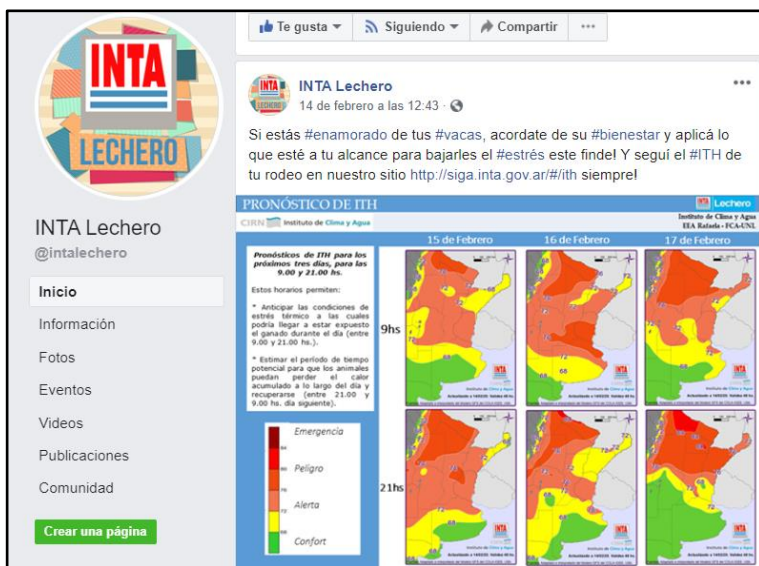 INTA
LECHERO
INTA Lechero
@intalechero
Inicio
Información
Fotos
Eventos
Videos
Publicaciones
Comunidad
Crear una página
Te gusta Siguiendo Compartir ...
INTA Lechero
14 de febrero a las 12:43 ·
Si estás #enamorado de tus #vacas, acordate de su #bienestar y aplicá lo
que esté a tu alcance para bajarles el #estrés este finde! Y seguí el #ITH de
tu rodeo en nuestro sitio http://siga.inta.gov.ar/#/ith siempre!
PRONÓSTICO DE ITH
INTA Lechero
CIRN Instituto de Clima y Agua
Instituto de Clima y Agua
EEA Rafaela - FCA-UNL
Pronósticos de ITH para los
próximos tres días, para las
9.00 y 21.00 hs.
Estos horarios permiten:
* Anticipar las condiciones de
estrés térmico a las cuales
podría llegar a estar expuesto
el ganado durante el día (entre
9.00 y 21.00 hs.).
* Estimar el período de tiempo
potencial para que los animales
puedan perder el calor
acumulado a lo largo del día y
recuperarse (entre 21.00 y
9.00 hs. día siguiente).
Emergencia
Peligro
Alerta
Confort
15 de Febrero 16 de Febrero 17 de Febrero
9hs
21hs
INTA
Instituto de Clima y Agua